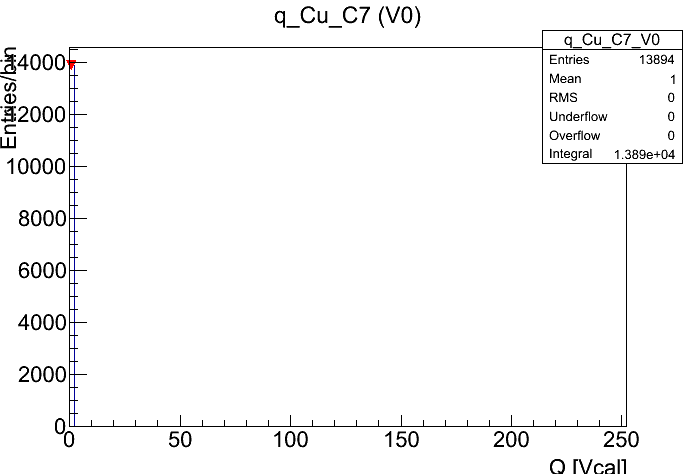 q_Cu_C7 (V0)
q_Cu_C7_V0
Entries 13894
Mean 1
RMS 0
Underflow 0
Overflow 0
Integral 1.389e+04
Entries/bin
14000
12000
10000
8000
6000
4000
2000
0
0 50 100 150 200 250
Q [Vcal]